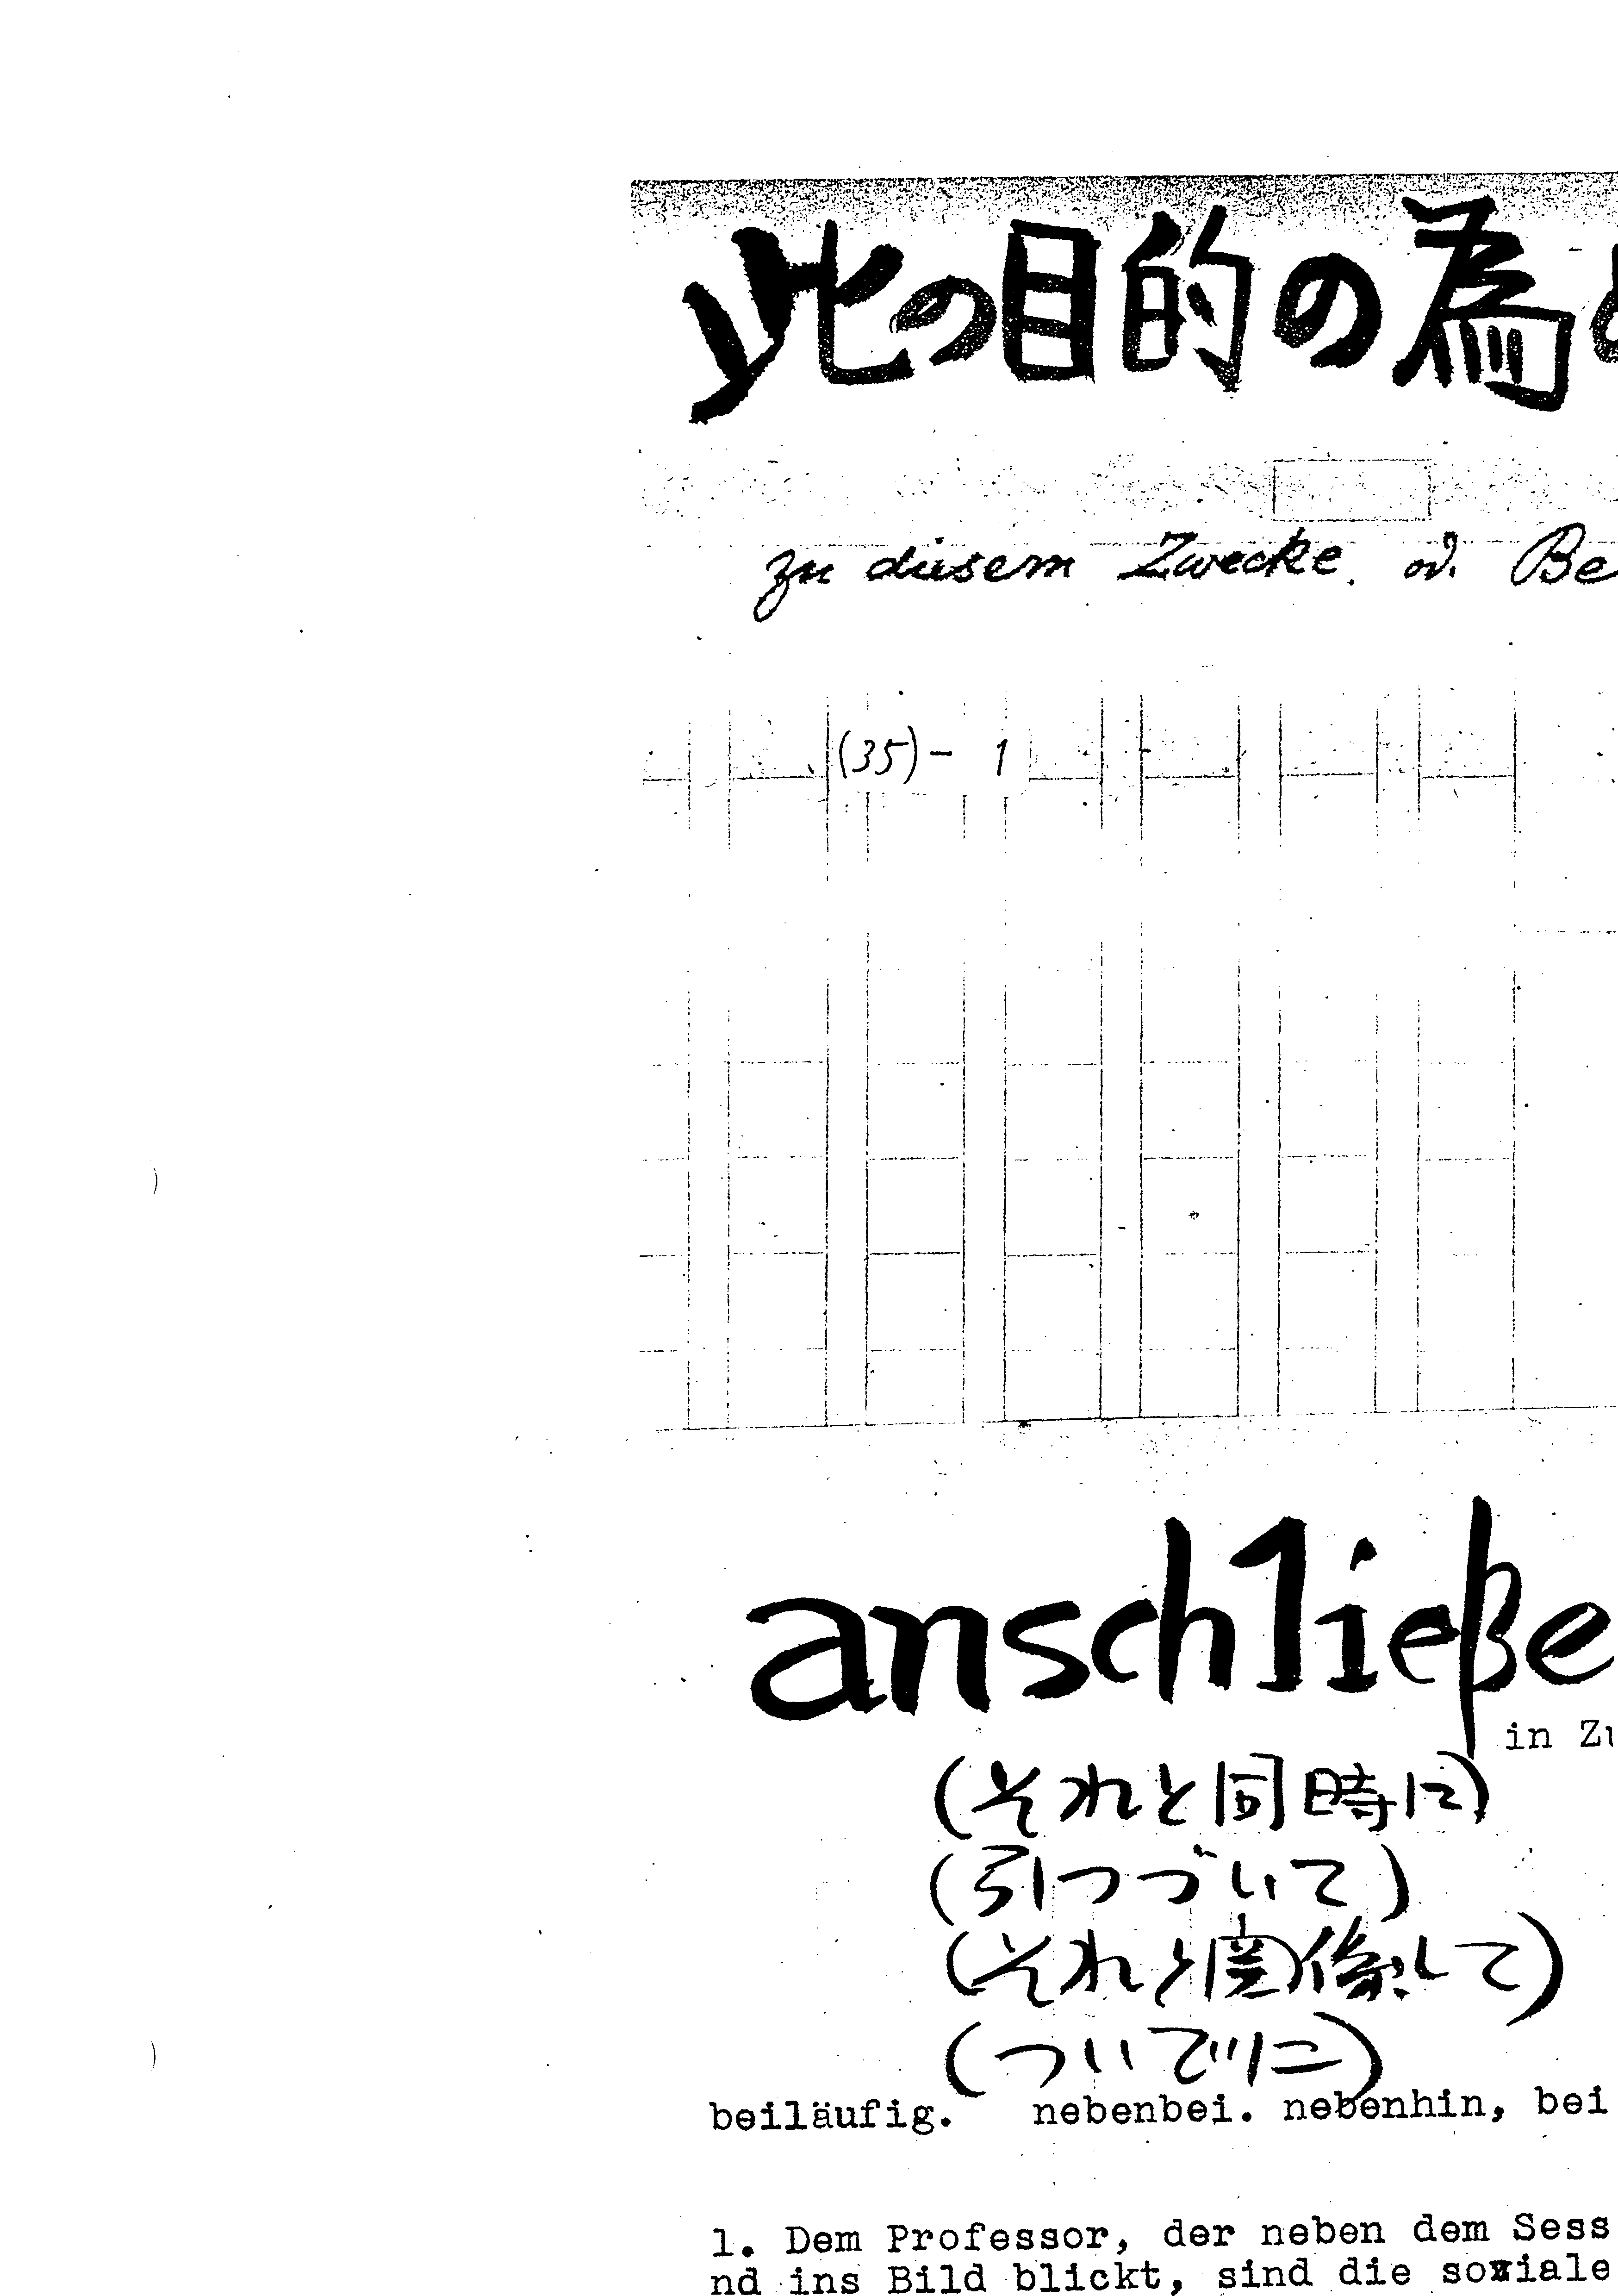 此の目的の為
zu diesem Zwecke. od. Be
(35)- 1
anschließe
in Zu
(それと同時に)
(引つづいて)
(それと関係して)
(ついでに)
beiläufig. nebenbei. nebenhin, bei
1. Dem Professor, der neben dem Sess
nd ins Bild blickt, sind die soziale